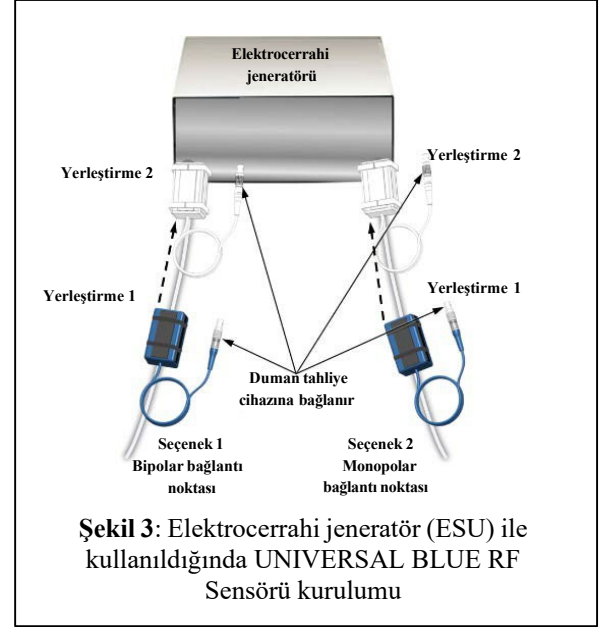 Elektrocerrahi
jeneratörü
Yerleştirme 2
Yerleştirme 2
Yerleştirme 1
Yerleştirme 1
Duman tahliye
cihazına bağlanır
Seçenek 1
Bipolar bağlantı
noktası
Seçenek 2
Monopolar
bağlantı noktası
Şekil 3: Elektrocerrahi jeneratör (ESU) ile
kullanıldığında UNIVERSAL BLUE RF
Sensörü kurulumu